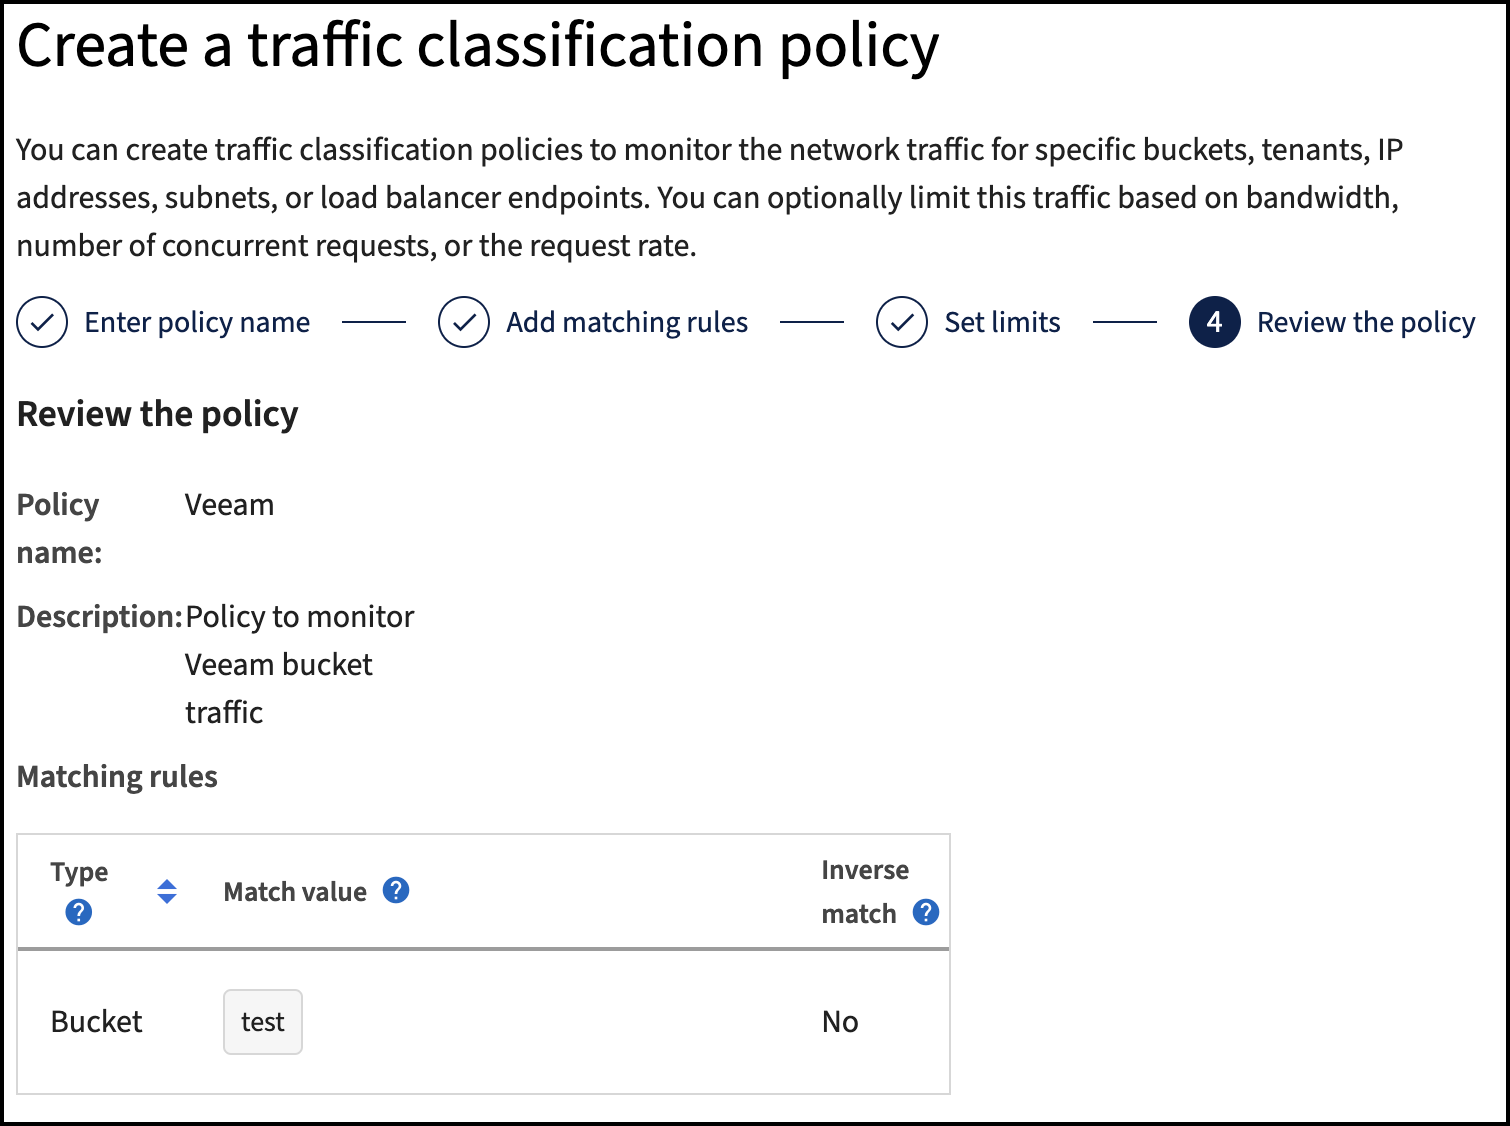 Create a traffic classification policy
You can create traffic classification policies to monitor the network traffic for specific buckets, tenants, IP
addresses, subnets, or load balancer endpoints. You can optionally limit this traffic based on bandwidth,
number of concurrent requests, or the request rate.
Enter policy name
Add matching rules
Set limits
4 Review the policy
Review the policy
Policy name: Veeam
Description: Policy to monitor
Veeam bucket
traffic
Matching rules
Type ? Match value ? Inverse match ?
Bucket test No